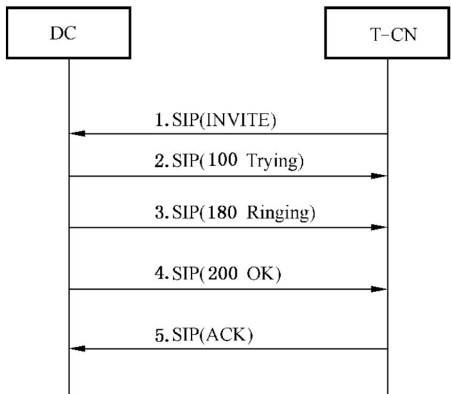 DC
T-CN
1.SIP(INVITE)
2.SIP(100 Trying)
3.SIP(180 Ringing)
4.SIP(200 OK)
5.SIP(ACK)